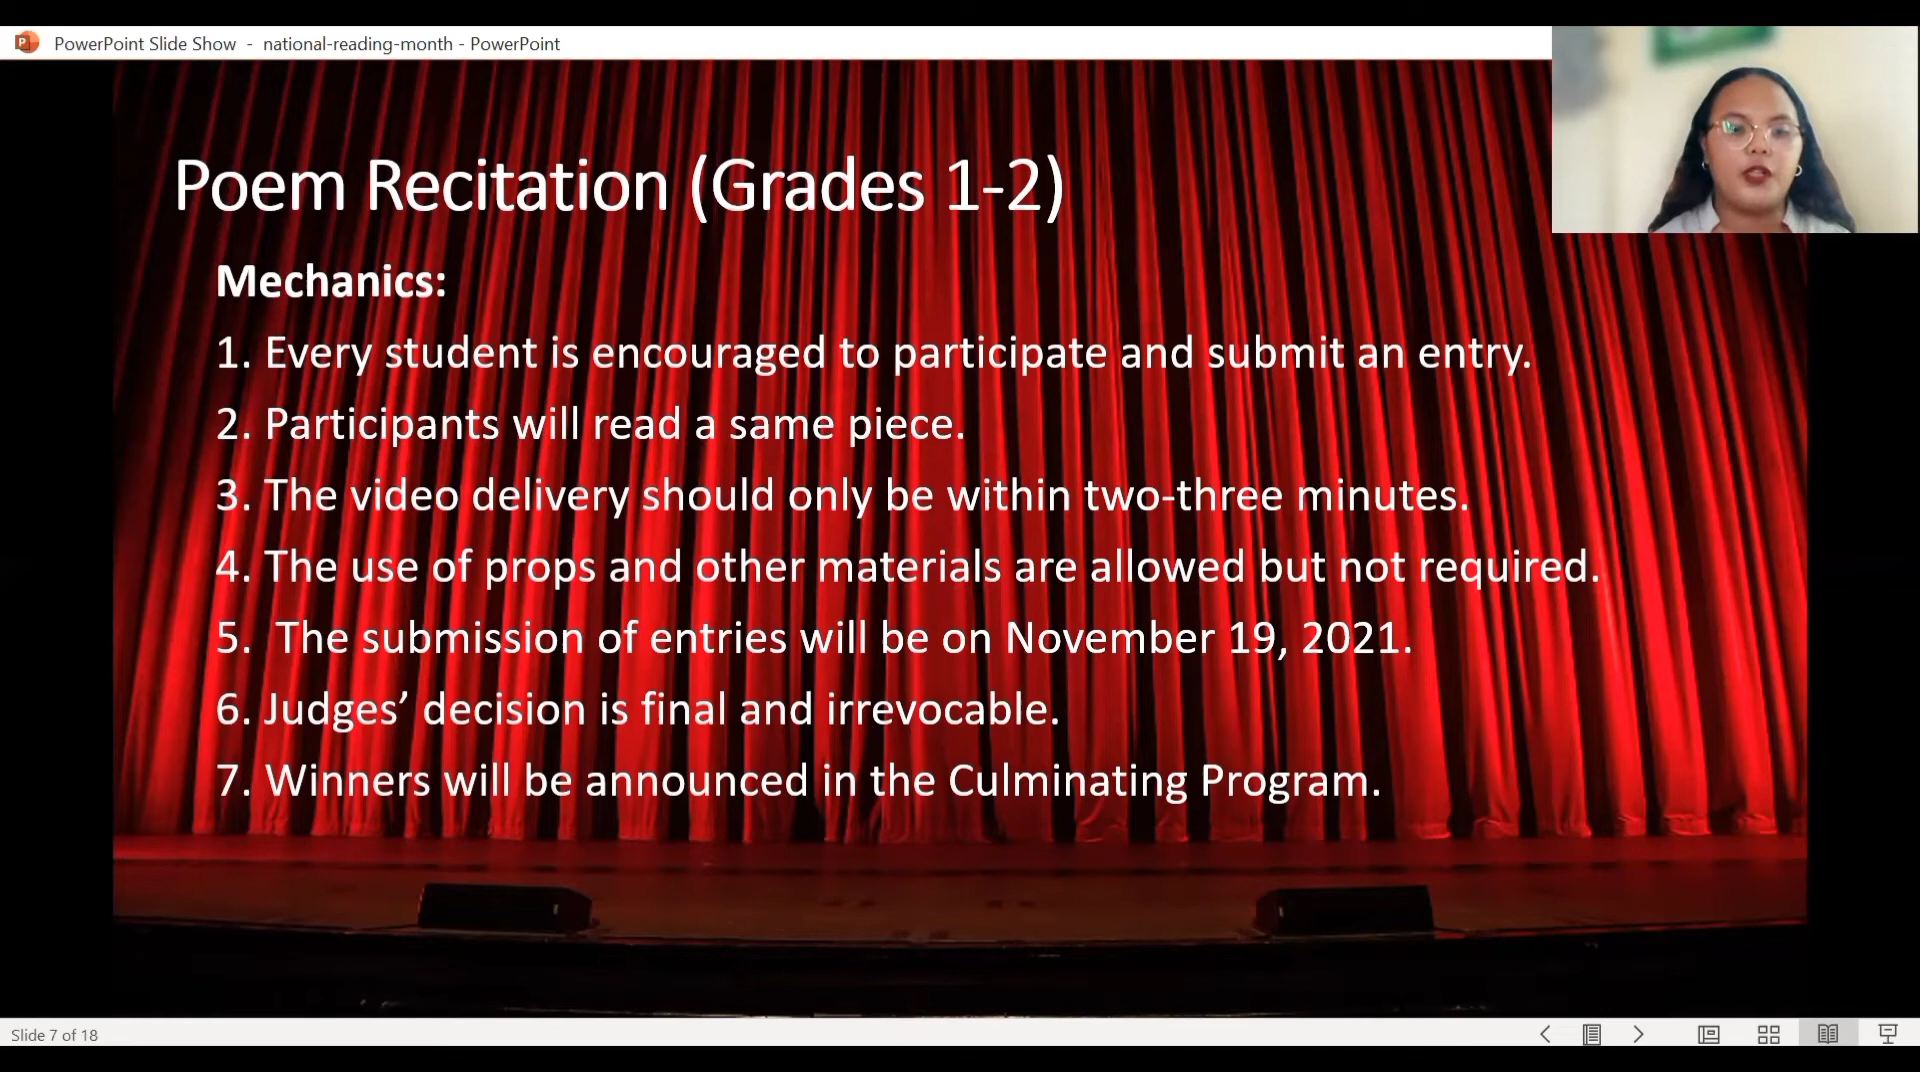 PowerPoint Slide Show - national-reading-month - PowerPoint
Poem Recitation (Grades 1-2)
Mechanics:
1. Every student is encouraged to participate and submit an entry.
2. Participants will read a same piece.
3. The video delivery should only be within two-three minutes.
4. The use of props and other materials are allowed but not required.
5.  The submission of entries will be on November 19, 2021.
6. Judges’ decision is final and irrevocable.
7. Winners will be announced in the Culminating Program.
Slide 7 of 18